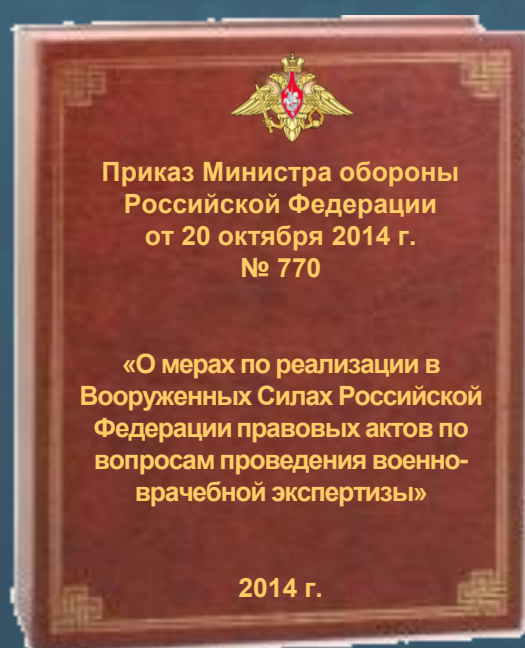 Приказ Министра обороны
Российской Федерации
от 20 октября 2014 г.
№ 770
«О мерах по реализации в
Вооруженных Силах Российской
Федерации правовых актов по
вопросам проведения военно-
врачебной экспертизы»
2014 г.